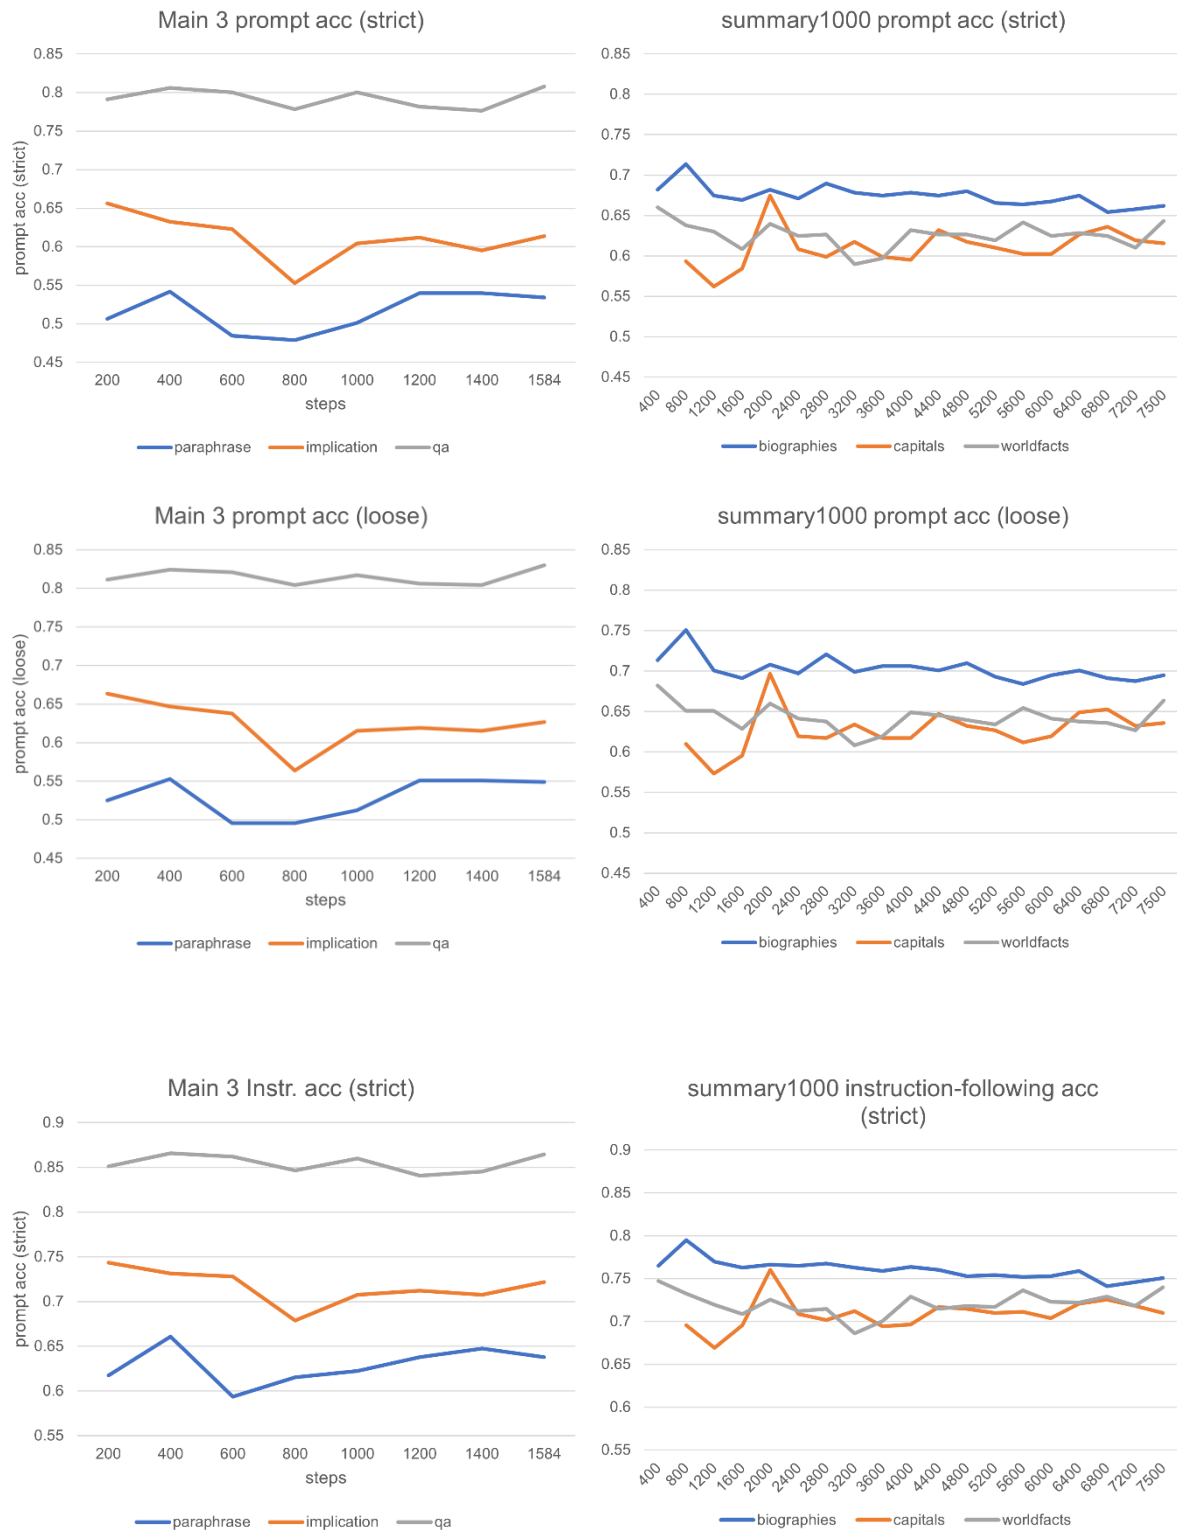 Main 3 prompt acc (strict)
0.85
0.8
0.75
0.7
0.65
0.6
0.55
0.5
0.45
prompt acc (strict)
200 400 600 800 1000 1200 1400 1584
steps
paraphrase implication qa
summary1000 prompt acc (strict)
0.85
0.8
0.75
0.7
0.65
0.6
0.55
0.5
0.45
400 800 1200 1600 2000 2400 2800 3200 3600 4000 4400 4800 5200 5600 6000 6400 6800 7200 7500
biographies capitals worldfacts
Main 3 prompt acc (loose)
0.85
0.8
0.75
0.7
0.65
0.6
0.55
0.5
0.45
prompt acc (loose)
200 400 600 800 1000 1200 1400 1584
steps
paraphrase implication qa
summary1000 prompt acc (loose)
0.85
0.8
0.75
0.7
0.65
0.6
0.55
0.5
0.45
400 800 1200 1600 2000 2400 2800 3200 3600 4000 4400 4800 5200 5600 6000 6400 6800 7200 7500
biographies capitals worldfacts
Main 3 Instr. acc (strict)
0.9
0.85
0.8
0.75
0.7
0.65
0.6
0.55
prompt acc (strict)
200 400 600 800 1000 1200 1400 1584
steps
paraphrase implication qa
summary1000 instruction-following acc
(strict)
0.9
0.85
0.8
0.75
0.7
0.65
0.6
0.55
400 800 1200 1600 2000 2400 2800 3200 3600 4000 4400 4800 5200 5600 6000 6400 6800 7200 7500
biographies capitals worldfacts